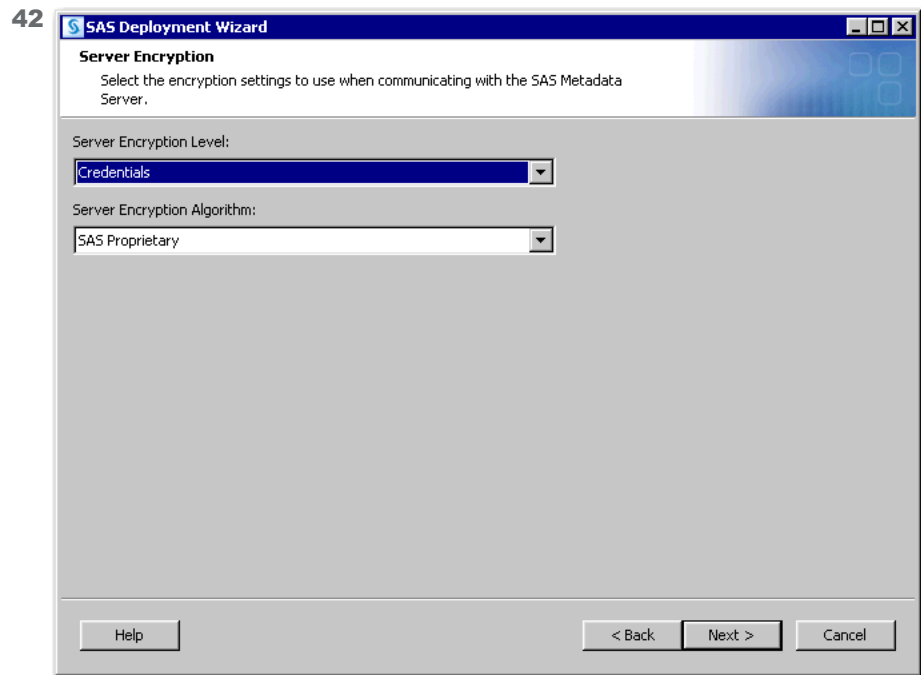 42
SAS Deployment Wizard
Server Encryption
Select the encryption settings to use when communicating with the SAS Metadata
Server.
Server Encryption Level:
Credentials
Server Encryption Algorithm:
SAS Proprietary
Help
< Back
Next >
Cancel